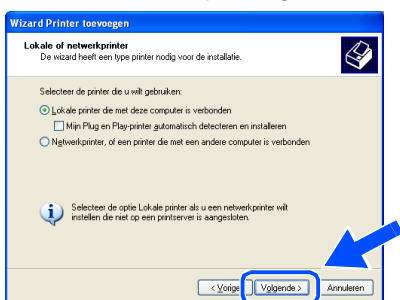 Wizard Printer toevoegen
Lokale of netwerkprinter
De wizard heeft een type printer nodig voor de installatie.
Selecteer de printer die u wilt gebruiken:
Lokale printer die met deze computer is verbonden
Mijn Plug en Play-printer automatisch detecteren en installeren
Netwerkprinter, of een printer die met een andere computer is verbonden
Selecteer de optie Lokale printer als u een netwerkprinter wilt
instellen die niet op een printserver is aangesloten.
< Vorige Volgende > Annuleren